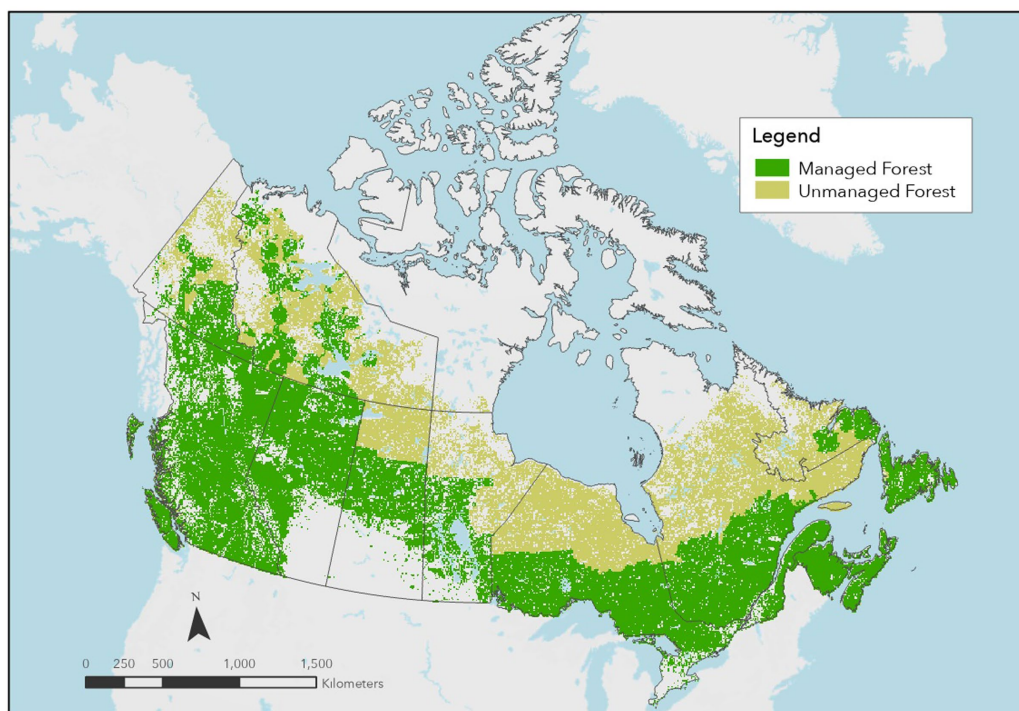 Legend
Managed Forest
Unmanaged Forest
N
0 250 500 1,000 1,500
Kilometers